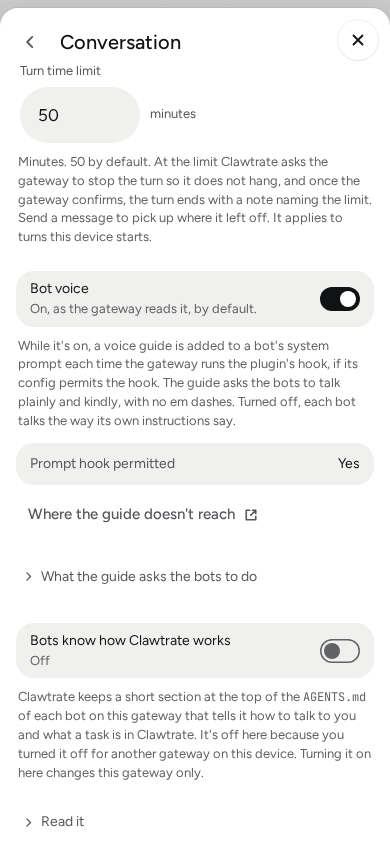 Conversation
Turn time limit
50
minutes
Minutes. 50 by default. At the limit Clawtrate asks the
gateway to stop the turn so it does not hang, and once the
gateway confirms, the turn ends with a note naming the limit.
Send a message to pick up where it left off. It applies to
turns this device starts.
Bot voice
On, as the gateway reads it, by default.
While it's on, a voice guide is added to a bot's system
prompt each time the gateway runs the plugin's hook, if its
config permits the hook. The guide asks the bots to talk
plainly and kindly, with no em dashes. Turned off, each bot
talks the way its own instructions say.
Prompt hook permitted
Yes
Where the guide doesn't reach
What the guide asks the bots to do
Bots know how Clawtrate works
Off
Clawtrate keeps a short section at the top of the AGENTS.md
of each bot on this gateway that tells it how to talk to you
and what a task is in Clawtrate. It's off here because you
turned it off for another gateway on this device. Turning it on
here changes this gateway only.
Read it